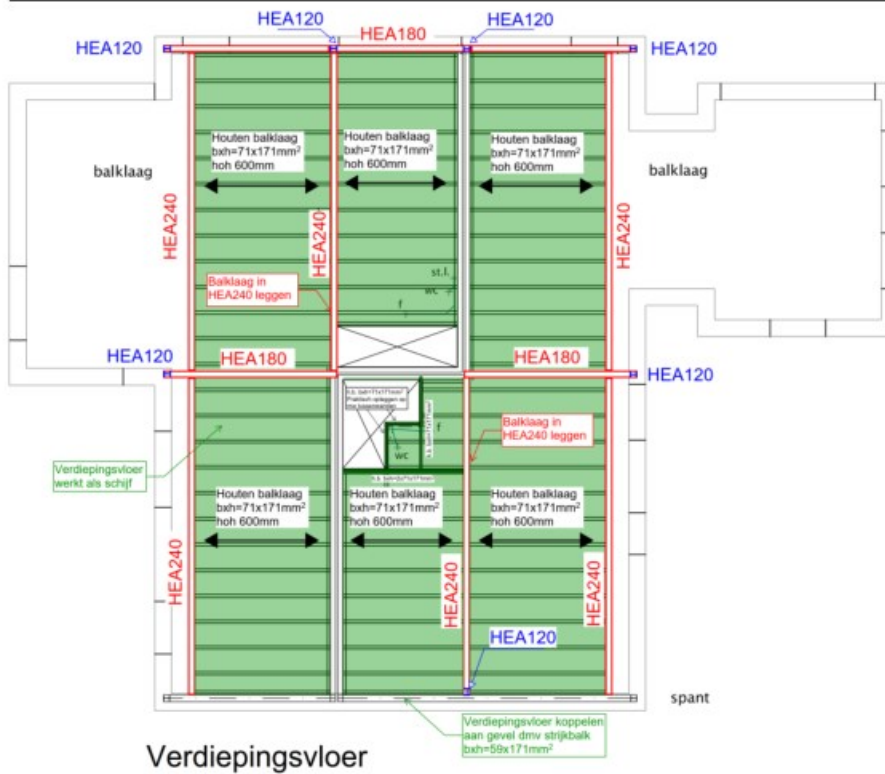 HEA120
HEA120
HEA180
HEA120
HEA120
Houten balklaag
bxh=71x171mm²
hoh 600mm
Houten balklaag
bxh=71x171mm²
hoh 600mm
Houten balklaag
bxh=71x171mm²
hoh 600mm
balklaag
balklaag
HEA240
HEA240
HEA240
st.l.
wc
f
Balklaag in
HEA240 leggen
HEA120
HEA180
HEA180
HEA120
f
wc
Balklaag in
HEA240 leggen
Verdiepingsvloer
werkt als schijf
Houten balklaag
bxh=71x171mm²
hoh 600mm
Houten balklaag
bxh=71x171mm²
hoh 600mm
Houten balklaag
bxh=71x171mm²
hoh 600mm
HEA240
HEA240
HEA240
HEA120
spant
Verdiepingsvloer koppelen
aan gevel dmv strijkbalk
bxh=59x171mm²
Verdiepingsvloer